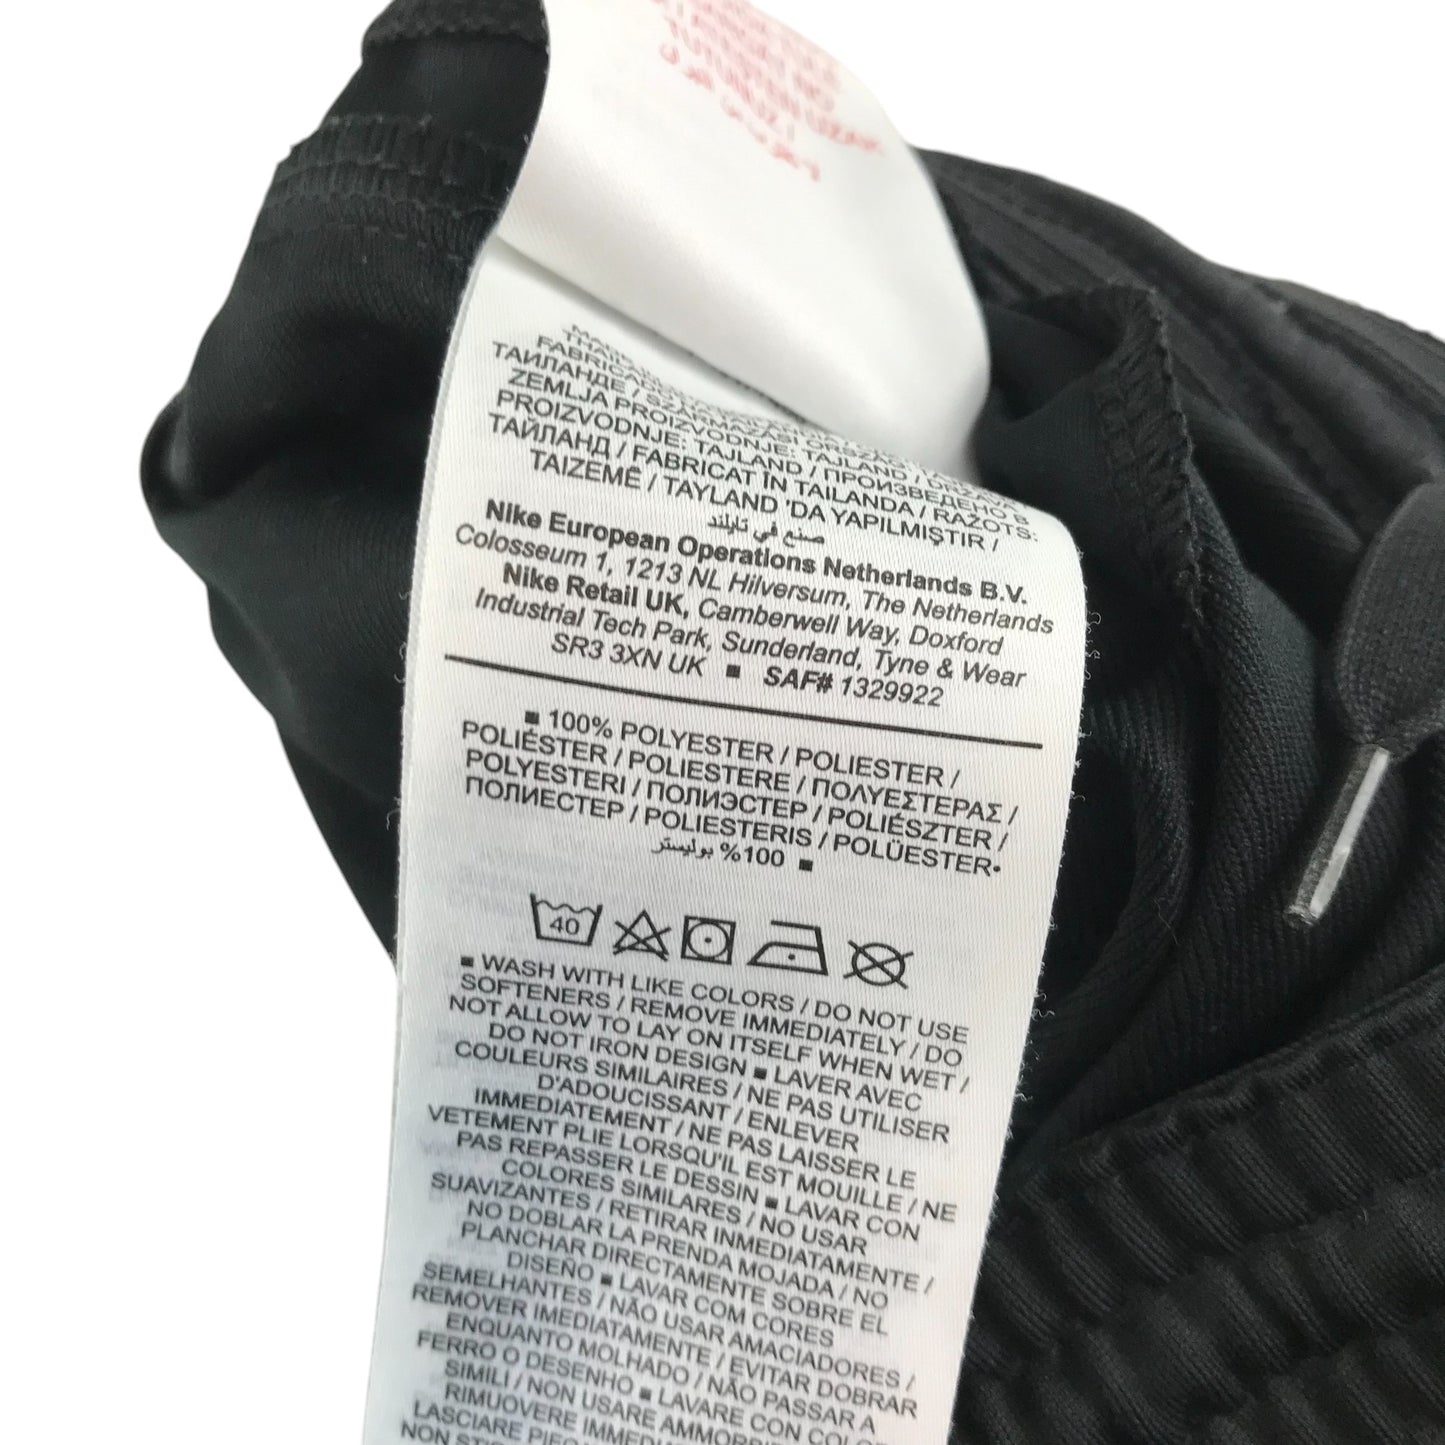 ТАЙЛАНДЕ /
ZEMLJA PROIZVODNJE:
PROIZVODNJE: TAJLAND / ПРОИЗВЕДЕНО В
ТАЙЛАНД / FABRICAT ÎN TAILANDA / RAŽOTS:
TAIZEMĒ / TAYLAND 'DA YAPILMIŞTIR /
صنع في تايلند
Nike European Operations Netherlands B.V.
Colosseum 1, 1213 NL Hilversum, The Netherlands
Nike Retail UK, Camberwell Way, Doxford
Industrial Tech Park, Sunderland, Tyne & Wear
SR3 3XN UK ■ SAF# 1329922
■ 100% POLYESTER / POLIESTER /
POLIÉSTER / POLIESTERE / ΠΟΛΥΕΣΤΕΡΑΣ /
POLYESTERI / ПОЛИЭСТЕР / POLIÉSZTER /
ПОЛИЕСТЕР / POLIESTERIS / POLÜESTER•
100% بوليستر ■
40
■ WASH WITH LIKE COLORS / DO NOT USE
SOFTENERS / REMOVE IMMEDIATELY / DO
NOT ALLOW TO LAY ON ITSELF WHEN WET /
DO NOT IRON DESIGN ■ LAVER AVEC
COULEURS SIMILAIRES / NE PAS UTILISER
D'ADOUCISSANT / ENLEVER
IMMEDIATEMENT / NE PAS LAISSER LE
VETEMENT PLIE LORSQU'IL EST MOUILLE / NE
PAS REPASSER LE DESSIN ■ LAVAR CON
COLORES SIMILARES / NO USAR
SUAVIZANTES / RETIRAR INMEDIATAMENTE /
NO DOBLAR LA PRENDA MOJADA / NO
PLANCHAR DIRECTAMENTE SOBRE EL
DISEÑO ■ LAVAR COM CORES
SEMELHANTES / NÃO USAR AMACIADORES /
REMOVER IMEDIATAMENTE / EVITAR DOBRAR
ENQUANTO MOLHADO / NÃO PASSAR A
FERRO O DESENHO ■ LAVARE CON COLORI
SIMILI / NON USARE AMMORBIDENTE /
RIMUOVERE IMMEDIATAMENTE
LASCIARE
NON